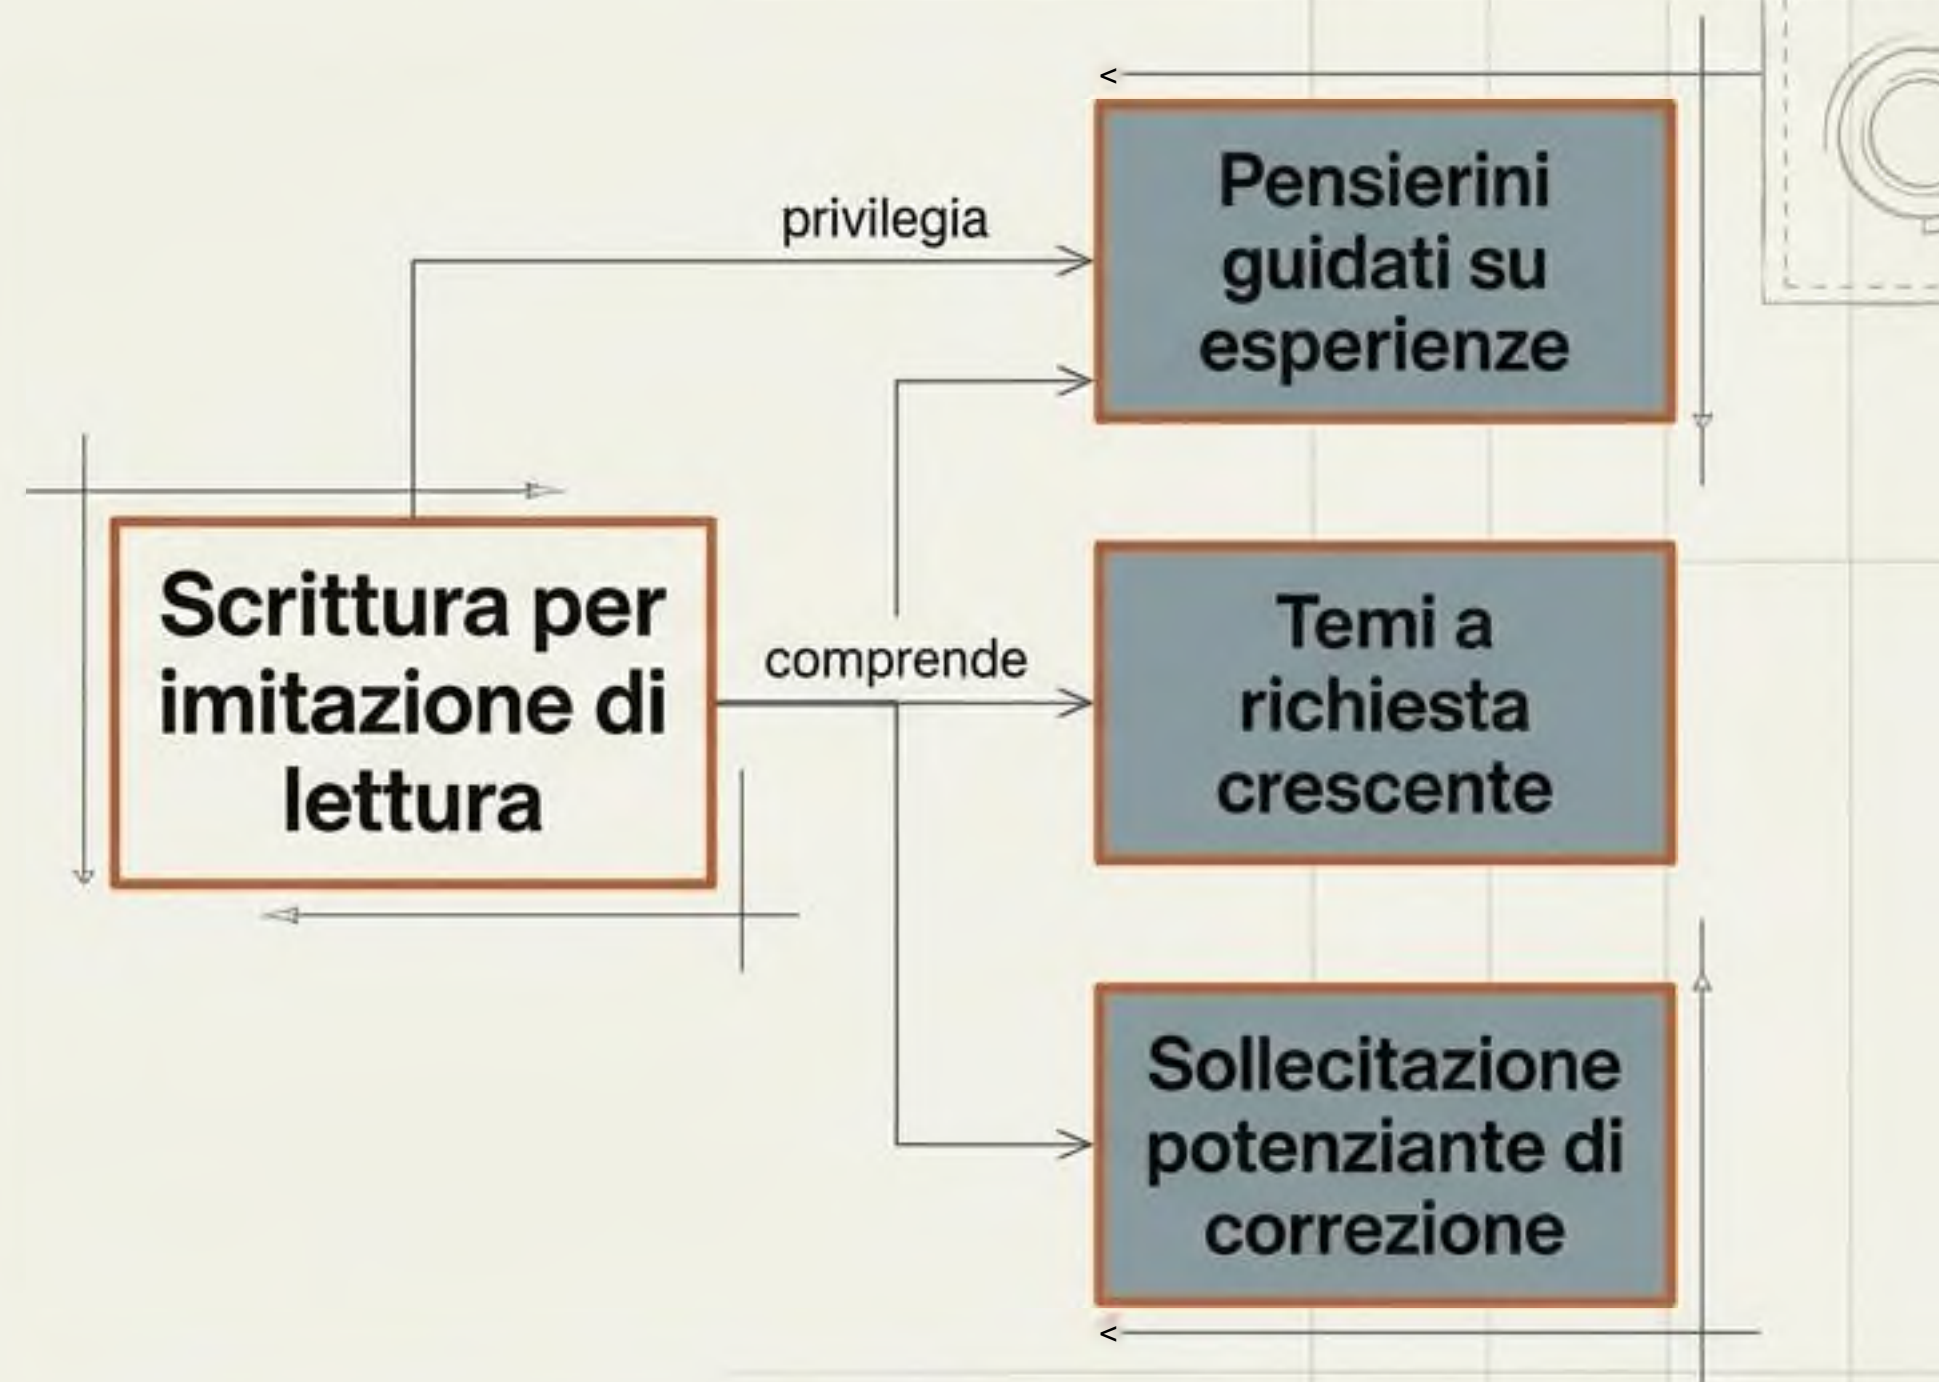 privilegia
Pensierini
guidati su
esperienze
Scrittura per
imitazione di
lettura
comprende
Temi a
richiesta
crescente
Sollecitazione
potenziante di
correzione